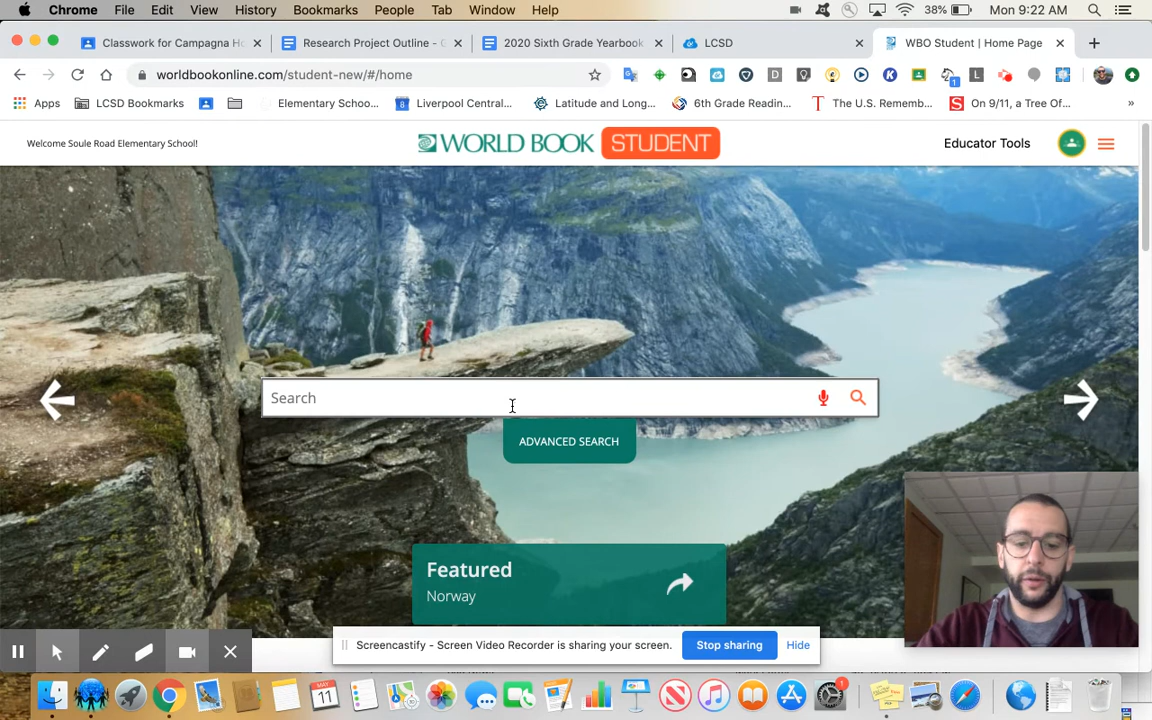 Chrome File Edit View History Bookmarks People Tab Window Help 38% Mon 9:22 AM
Classwork for Campagna Ho Research Project Outline - G 2020 Sixth Grade Yearbook LCSD WBO Student | Home Page
worldbookonline.com/student-new/#/home
Apps LCSD Bookmarks Elementary Schoo... Liverpool Central... Latitude and Long... 6th Grade Readin... The U.S. Rememb... On 9/11, a Tree Of...
Welcome Soule Road Elementary School! WORLD BOOK STUDENT Educator Tools
Search
ADVANCED SEARCH
Featured
Norway
Screencastify - Screen Video Recorder is sharing your screen. Stop sharing Hide